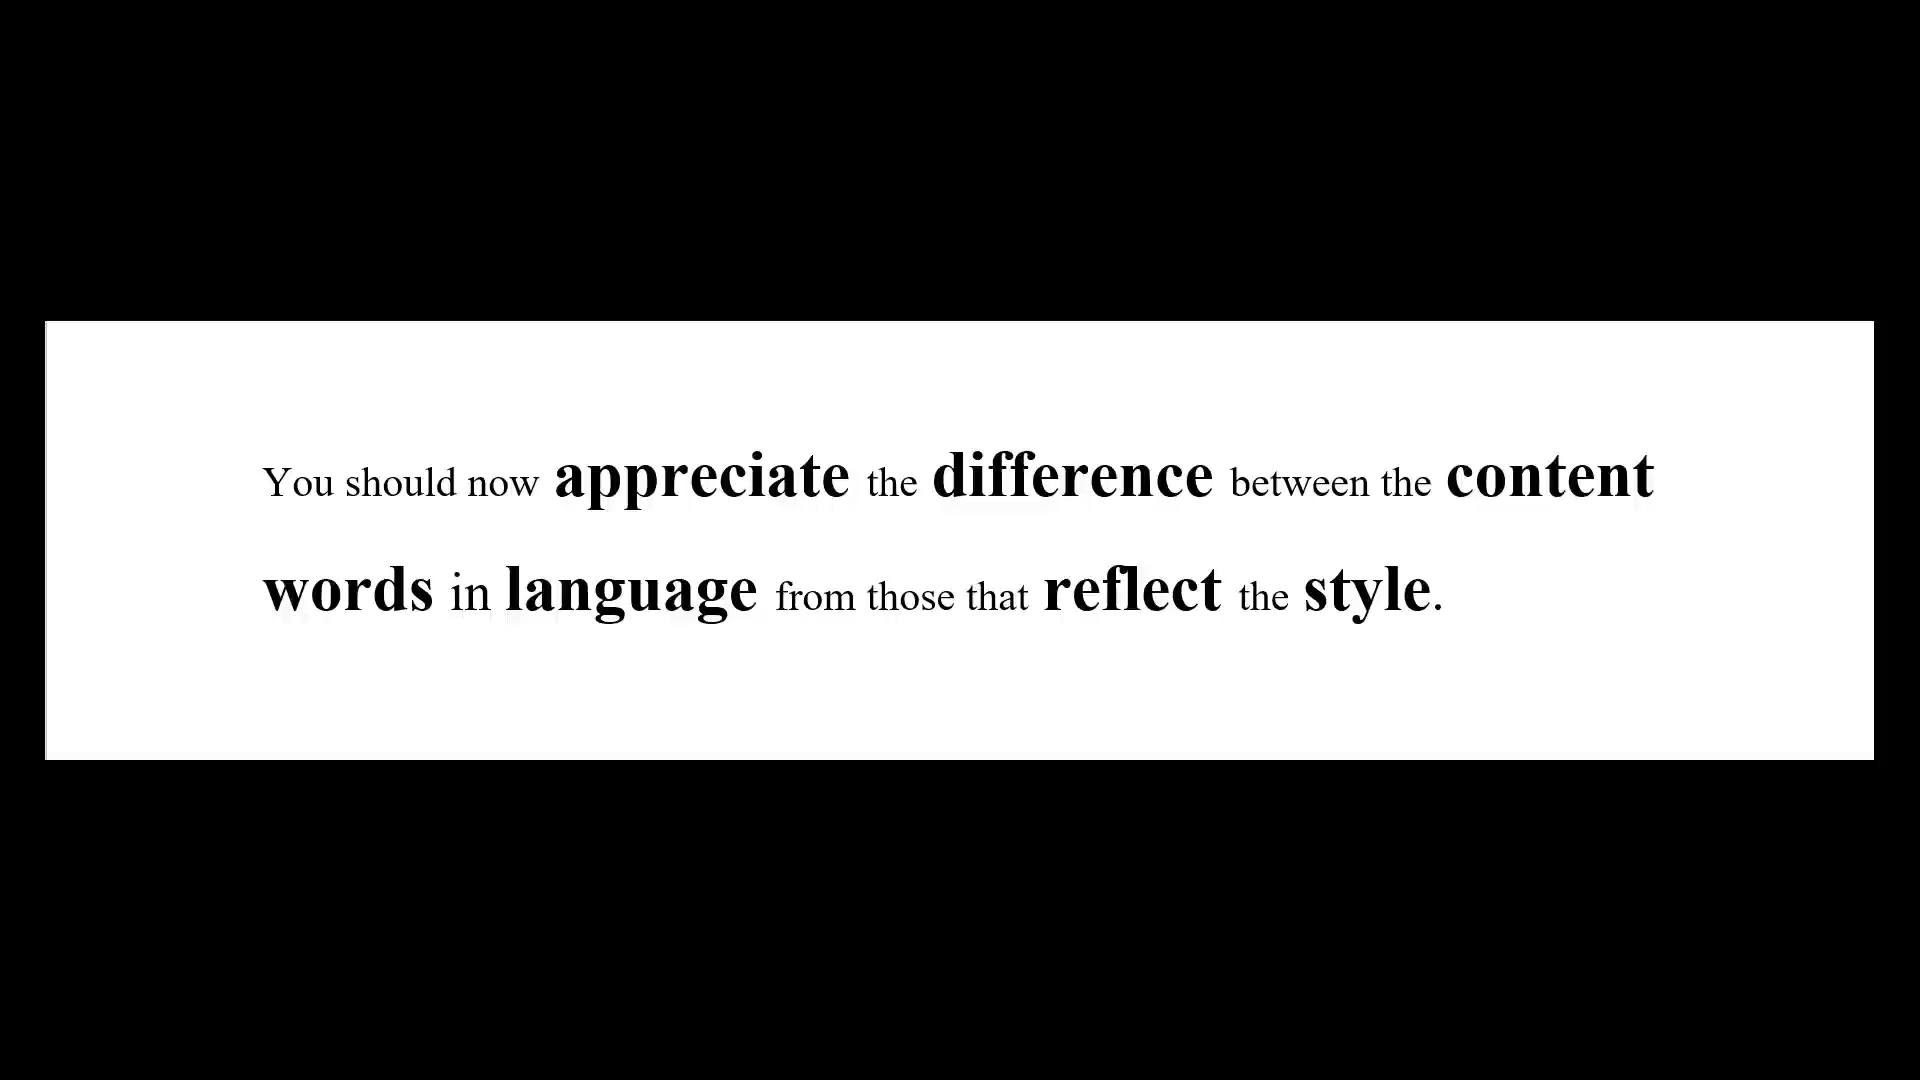 You should now appreciate the difference between the content
words in language from those that reflect the style.